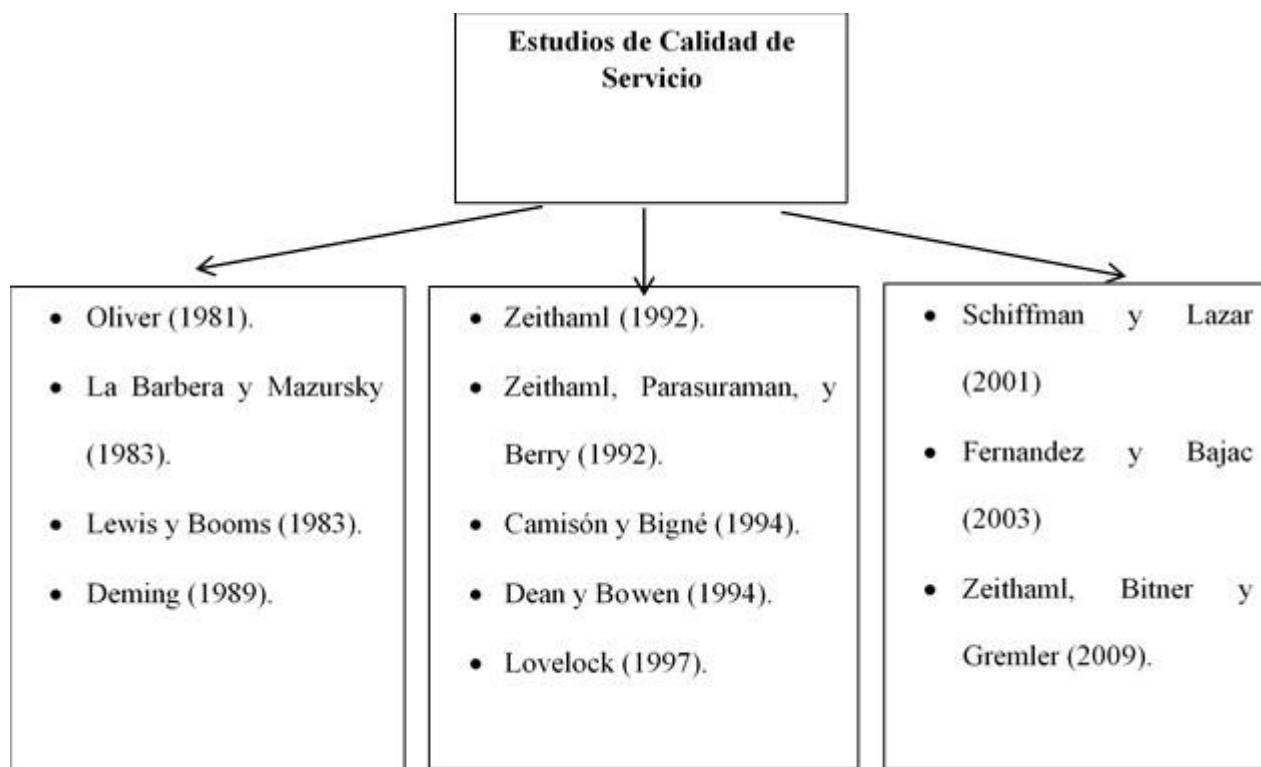 Estudios de Calidad de
Servicio
• Oliver (1981).
• La Barbera y Mazursky
(1983).
• Lewis y Booms (1983).
• Deming (1989).
• Zeithaml (1992).
• Zeithaml, Parasuraman, y
Berry (1992).
• Camisón y Bigné (1994).
• Dean y Bowen (1994).
• Lovelock (1997).
• Schiffman y Lazar
(2001)
• Fernandez y Bajac
(2003)
• Zeithaml, Bitner y
Gremler (2009).